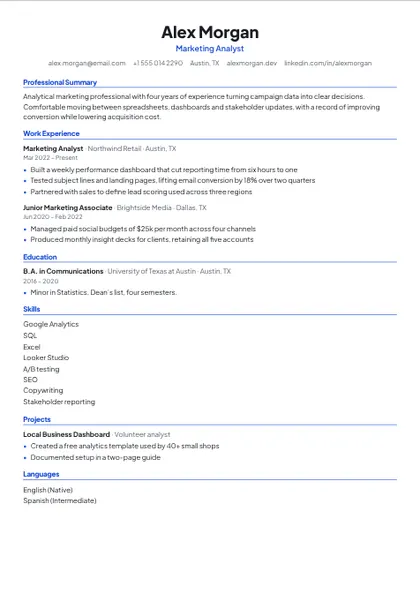 Alex Morgan
Marketing Analyst
alex.morgan@email.com +1 555 014 2290 Austin, TX alexmorgan.dev linkedin.com/in/alexmorgan
Professional Summary
Analytical marketing professional with four years of experience turning campaign data into clear decisions.
Comfortable moving between spreadsheets, dashboards and stakeholder updates, with a record of improving
conversion while lowering acquisition cost.
Work Experience
Marketing Analyst · Northwind Retail · Austin, TX
Mar 2022 – Present
• Built a weekly performance dashboard that cut reporting time from six hours to one
• Tested subject lines and landing pages, lifting email conversion by 18% over two quarters
• Partnered with sales to define lead scoring used across three regions
Junior Marketing Associate · Brightside Media · Dallas, TX
Jun 2020 – Feb 2022
• Managed paid social budgets of $25k per month across four channels
• Produced monthly insight decks for clients, retaining all five accounts
Education
B.A. in Communications · University of Texas at Austin · Austin, TX
2016 – 2020
• Minor in Statistics. Dean's list, four semesters.
Skills
Google Analytics
SQL
Excel
Looker Studio
A/B testing
SEO
Copywriting
Stakeholder reporting
Projects
Local Business Dashboard · Volunteer analyst
• Created a free analytics template used by 40+ small shops
• Documented setup in a two-page guide
Languages
English (Native)
Spanish (Intermediate)